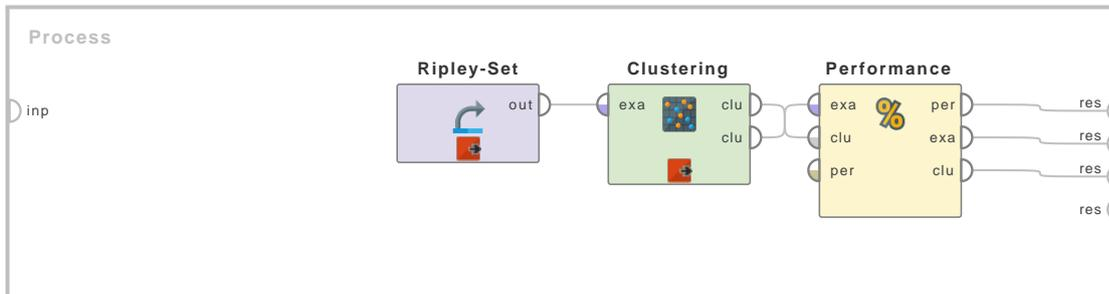 Process
inp
Ripley-Set
out
Clustering
exa
clu
clu
Performance
exa
per
clu
exa
per
clu
res
res
res
res